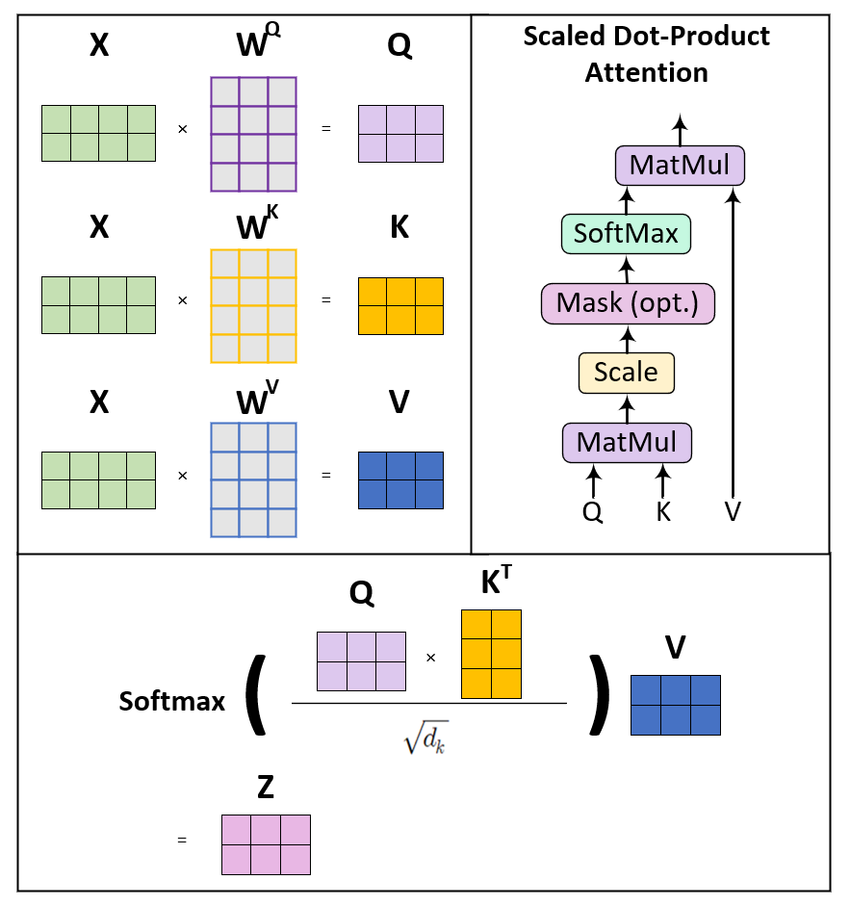 X W^Q Q
× =
X W^K K
× =
X W^V V
× =
Scaled Dot-Product
Attention
MatMul
SoftMax
Mask (opt.)
Scale
MatMul
Q K V
Q K^T
×
V
Softmax ( )
√d_k
Z
=